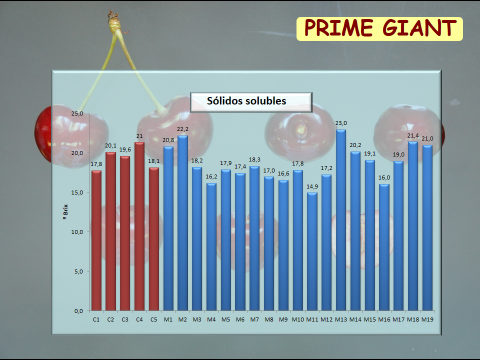 PRIME GIANT
Sólidos solubles
25,0
20,0
15,0
10,0
5,0
0,0
° Brix
17,8 20,1 19,6 21 18,1 20,8 22,2 18,2 16,2 17,9 17,4 18,3 17,0 16,6 17,8 14,9 17,2 23,0 20,2 19,1 16,0 19,0 21,4 21,0
C1 C2 C3 C4 C5 M1 M2 M3 M4 M5 M6 M7 M8 M9 M10 M11 M12 M13 M14 M15 M16 M17 M18 M19